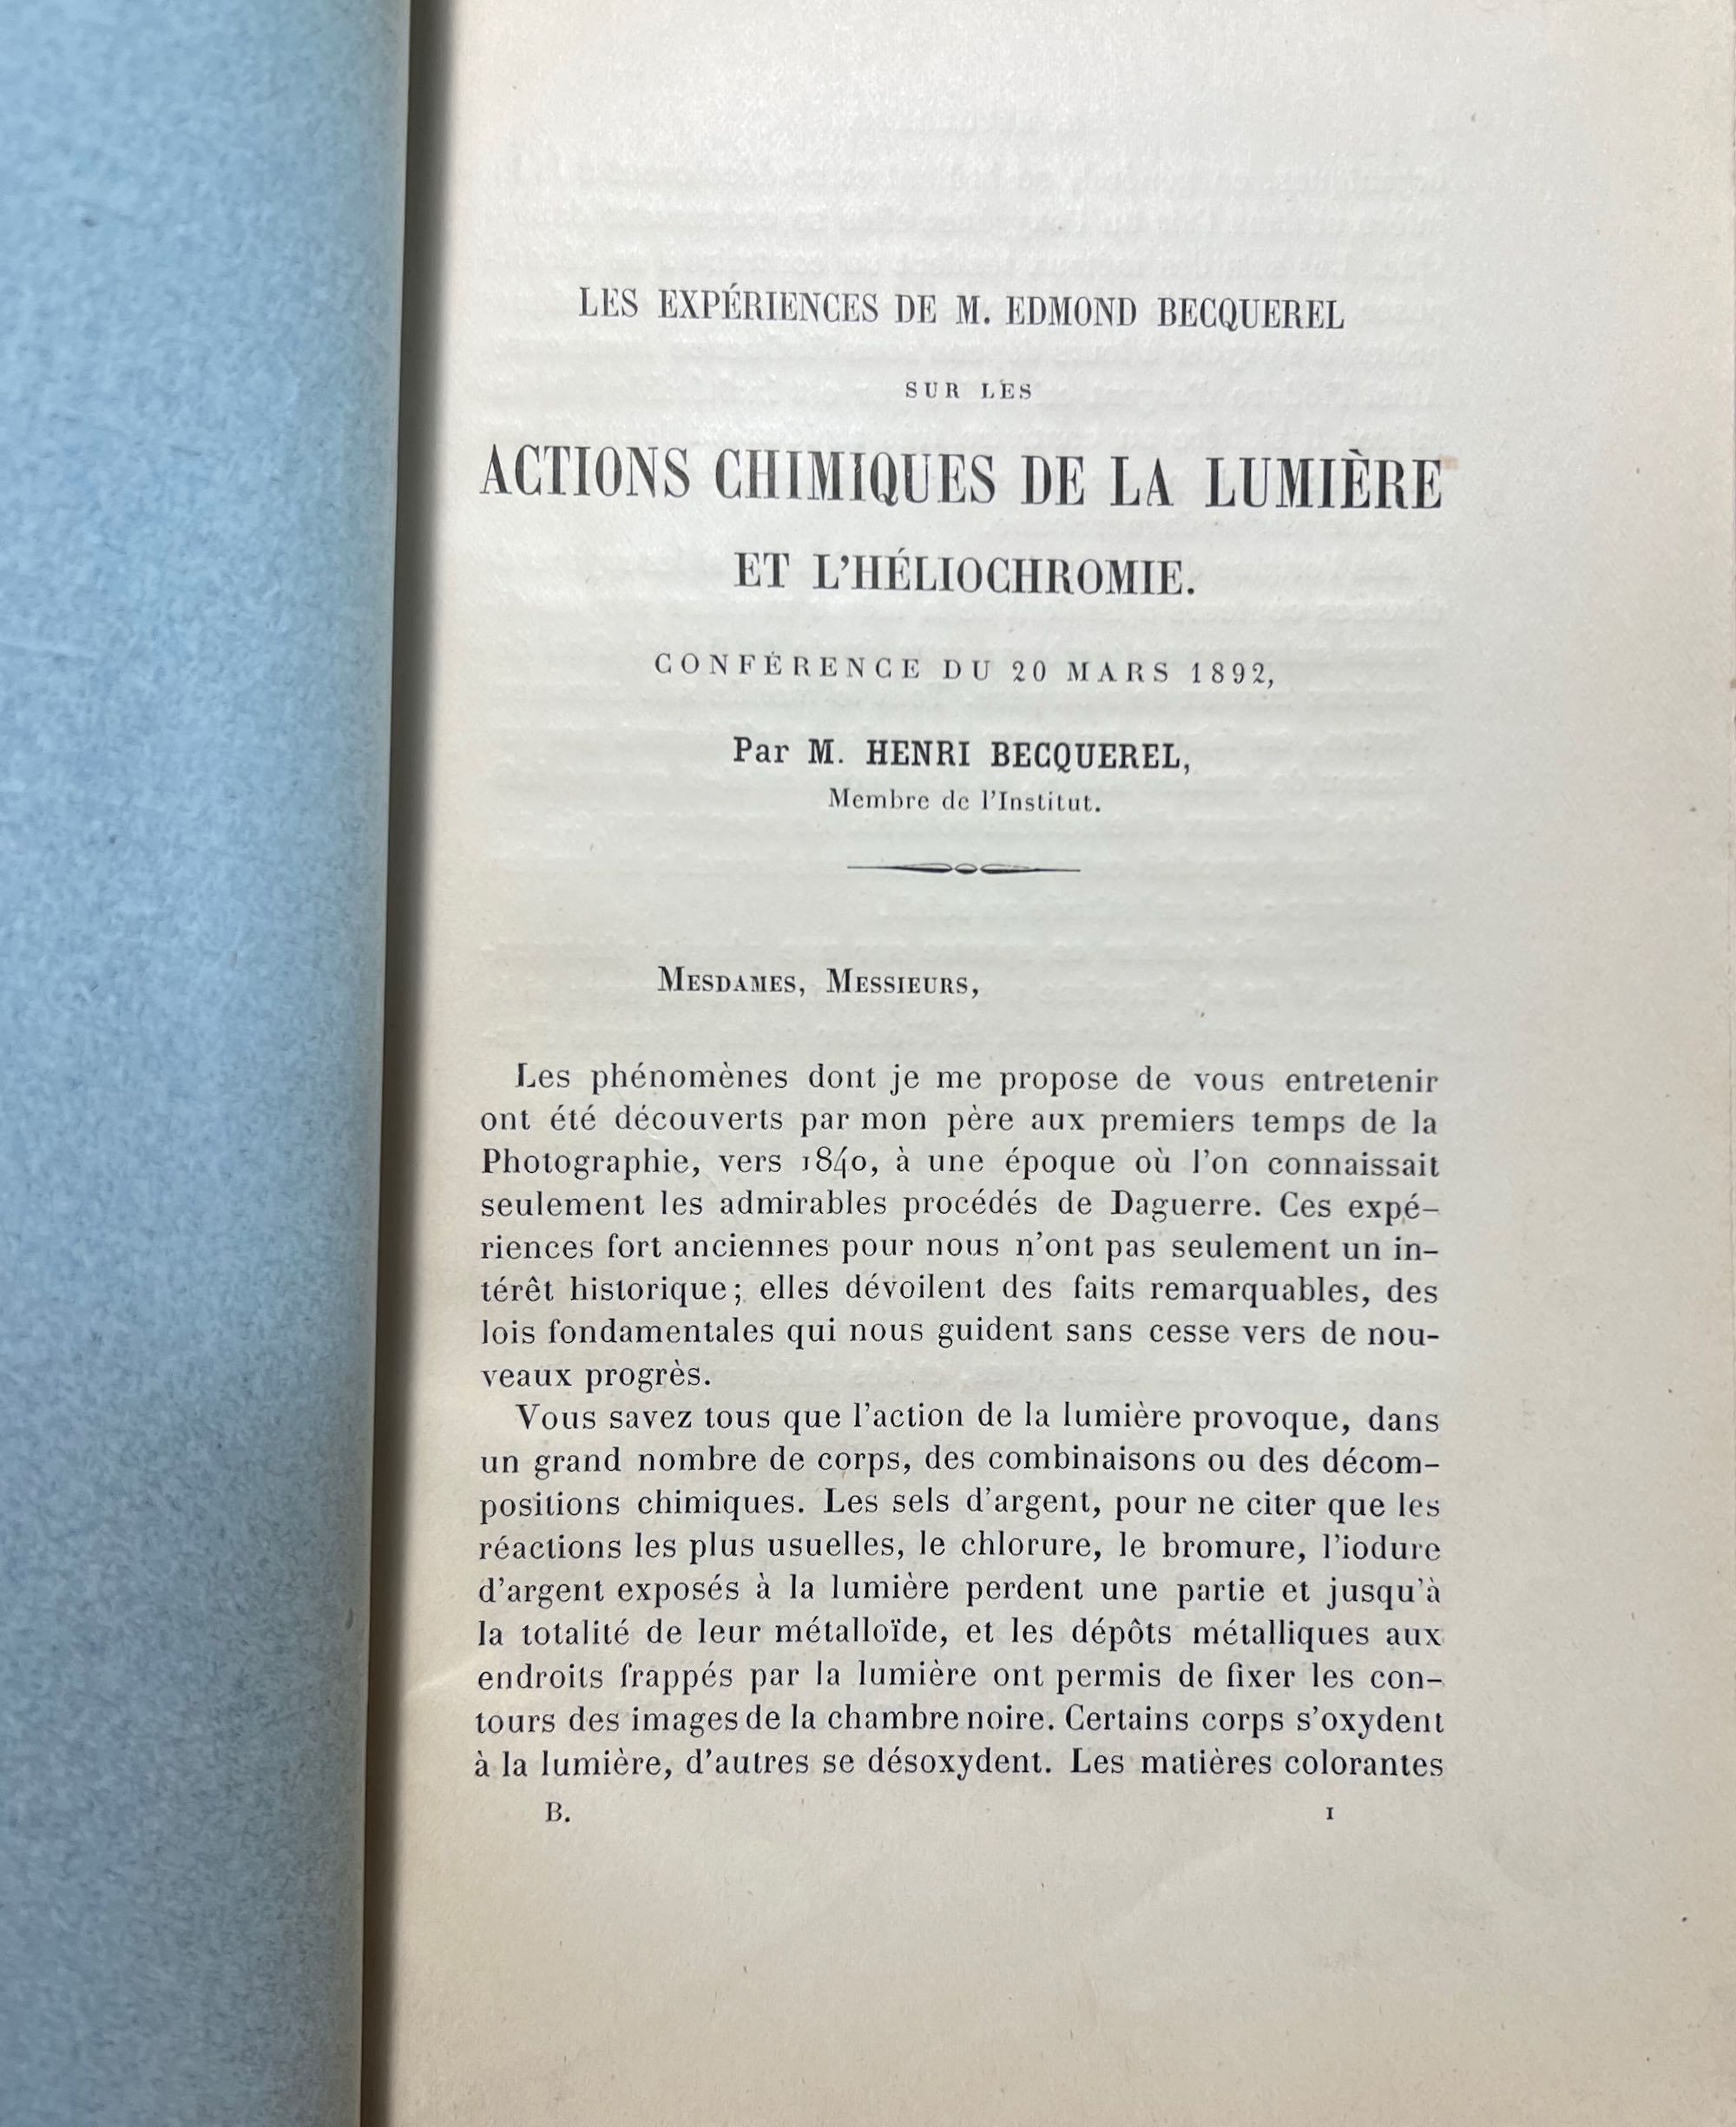 LES EXPÉRIENCES DE M. EDMOND BECQUEREL
SUR LES
ACTIONS CHIMIQUES DE LA LUMIÈRE
ET L'HÉLIOCHROMIE.
CONFÉRENCE DU 20 MARS 1892,
Par M. HENRI BECQUEREL,
Membre de l'Institut.
MESDAMES, MESSIEURS,
Les phénomènes dont je me propose de vous entretenir
ont été découverts par mon père aux premiers temps de la
Photographie, vers 1840, à une époque où l'on connaissait
seulement les admirables procédés de Daguerre. Ces expé-
riences fort anciennes pour nous n'ont pas seulement un in-
térêt historique; elles dévoilent des faits remarquables, des
lois fondamentales qui nous guident sans cesse vers de nou-
veaux progrès.
Vous savez tous que l'action de la lumière provoque, dans
un grand nombre de corps, des combinaisons ou des décom-
positions chimiques. Les sels d'argent, pour ne citer que les
réactions les plus usuelles, le chlorure, le bromure, l'iodure
d'argent exposés à la lumière perdent une partie et jusqu'à
la totalité de leur métalloïde, et les dépôts métalliques aux
endroits frappés par la lumière ont permis de fixer les con-
tours des images de la chambre noire. Certains corps s'oxydent
à la lumière, d'autres se désoxydent. Les matières colorantes
B. 1